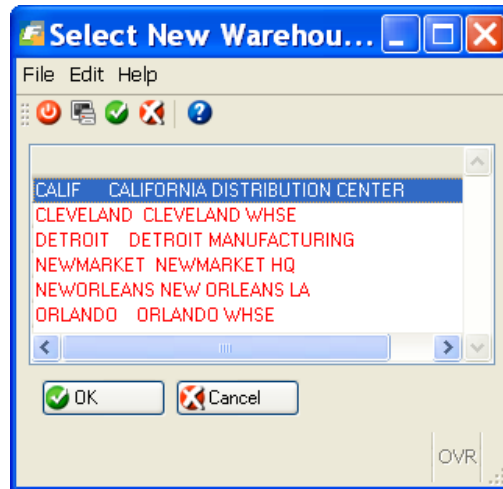 Select New Warehou...
File Edit Help
CALIF CALIFORNIA DISTRIBUTION CENTER
CLEVELAND CLEVELAND WHSE
DETROIT DETROIT MANUFACTURING
NEWMARKET NEWMARKET HQ
NEWORLEANS NEW ORLEANS LA
ORLANDO ORLANDO WHSE
OK Cancel
OVR